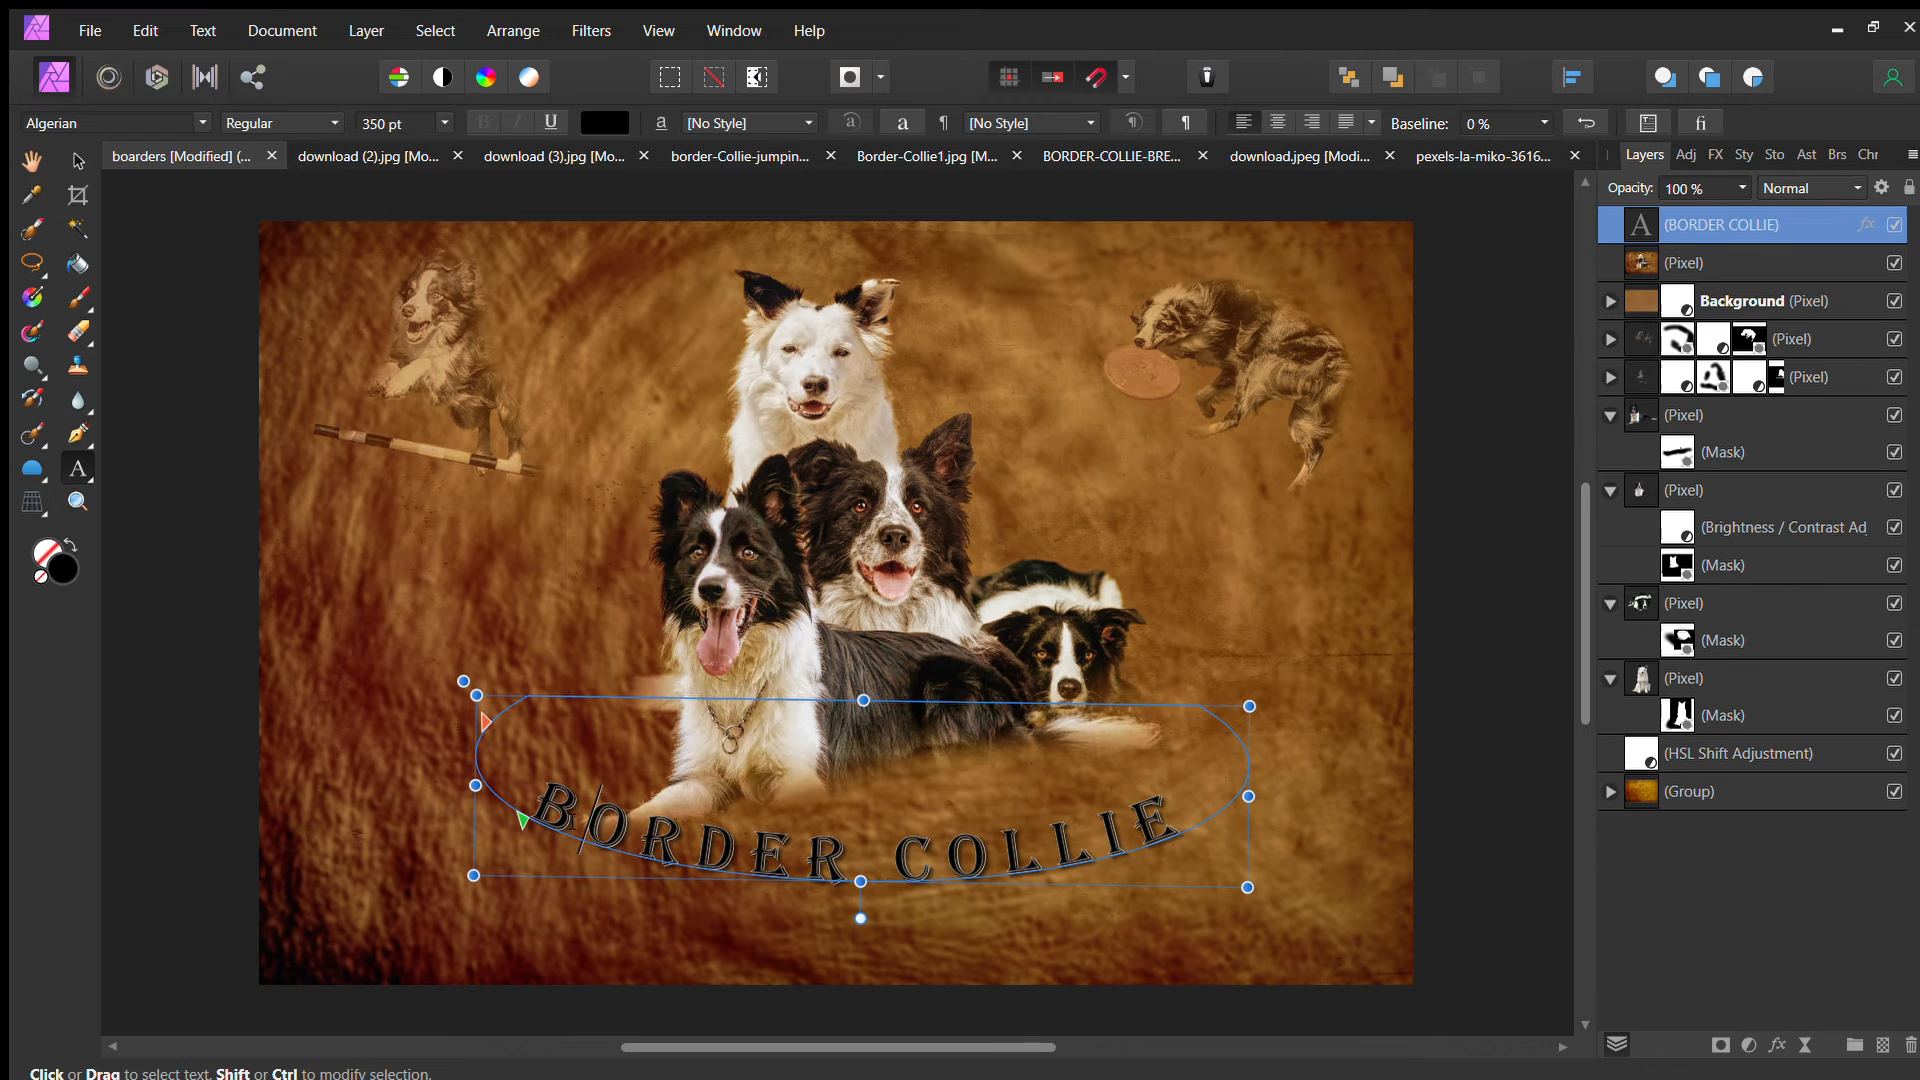 File Edit Text Document Layer Select Arrange Filters View Window Help
Algerian Regular 350 pt B I U a [No Style] a a ¶ [No Style] ¶ ¶ Baseline: 0 % fi
boarders [Modified] (... download (2).jpg [Mo... download (3).jpg [Mo... border-Collie-jumpin... Border-Collie1.jpg [M... BORDER-COLLIE-BRE... download.jpeg [Modi... pexels-la-miko-3616...
Layers Adj FX Sty Sto Ast Brs Chr
Opacity: 100 % Normal
A (BORDER COLLIE) fx
(Pixel)
Background (Pixel)
(Pixel)
(Pixel)
(Pixel)
(Mask)
(Pixel)
(Brightness / Contrast Ad
(Mask)
(Pixel)
(Mask)
(Pixel)
(Mask)
(HSL Shift Adjustment)
(Group)
A
BORDER COLLIE
fx
Click or Drag to select text. Shift or Ctrl to modify selection.